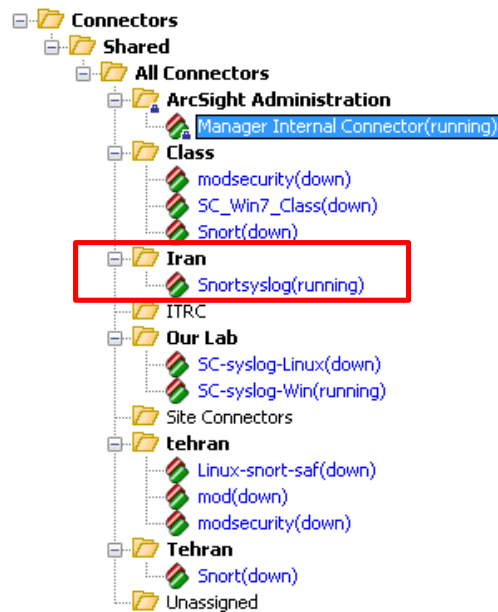 Connectors
Shared
All Connectors
ArcSight Administration
Manager Internal Connector(running)
Class
modsecurity(down)
SC_Win7_Class(down)
Snort(down)
Iran
Snortsyslog(running)
ITRC
Our Lab
SC-syslog-Linux(down)
SC-syslog-Win(running)
Site Connectors
tehran
Linux-snort-saf(down)
mod(down)
modsecurity(down)
Tehran
Snort(down)
Unassigned